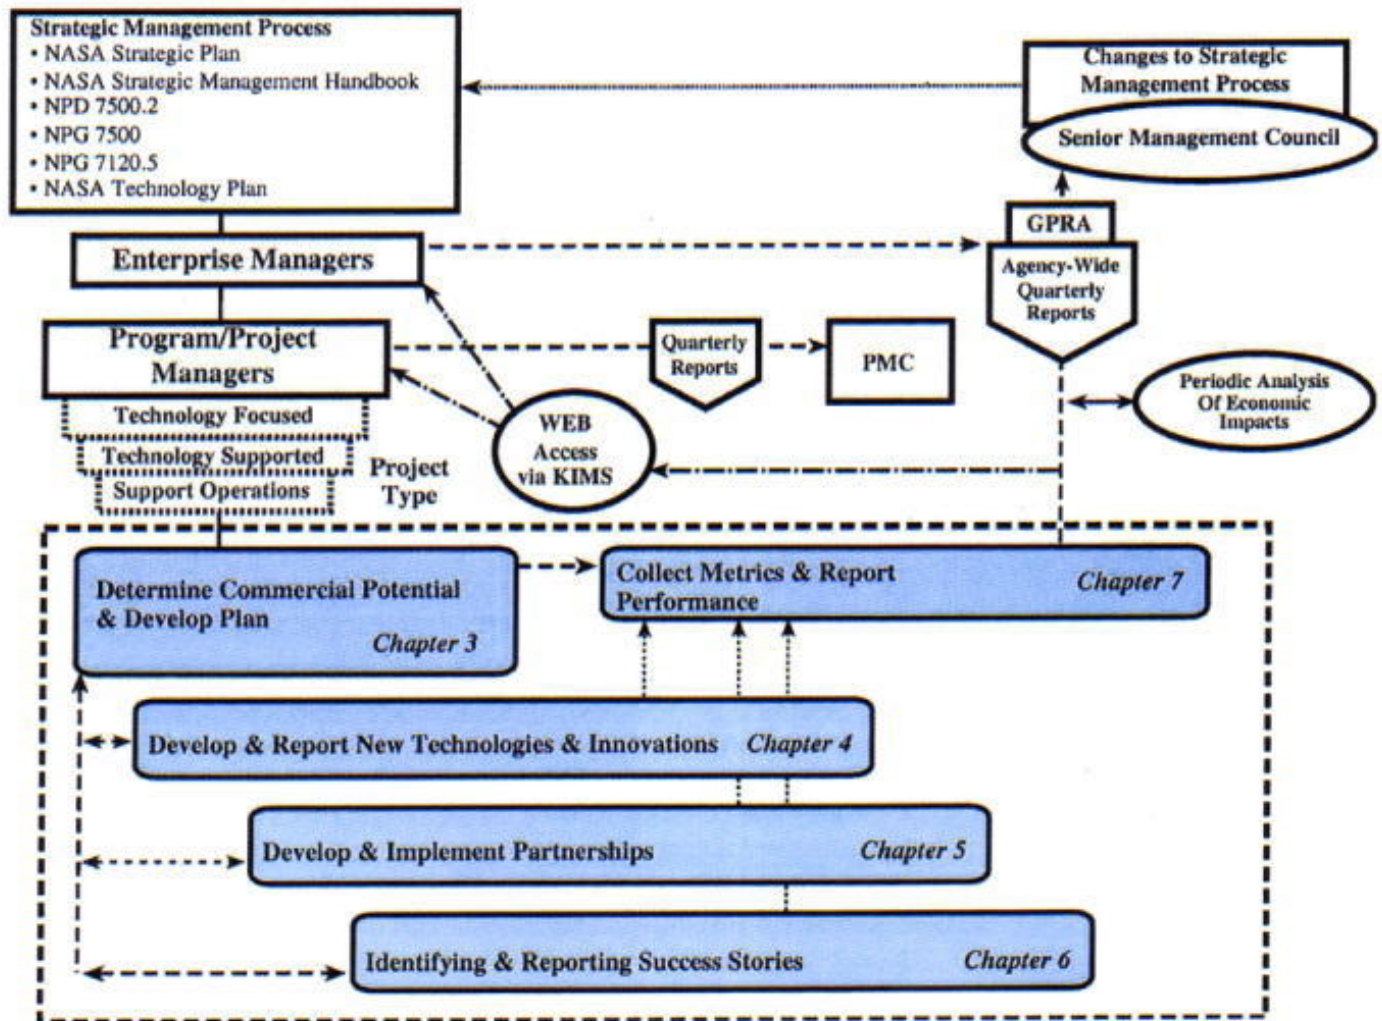 Strategic Management Process
• NASA Strategic Plan
• NASA Strategic Management Handbook
• NPD 7500.2
• NPG 7500
• NPG 7120.5
• NASA Technology Plan
Changes to Strategic
Management Process
Senior Management Council
GPRA
Agency-Wide
Quarterly
Reports
Enterprise Managers
Program/Project
Managers
Quarterly
Reports
PMC
Periodic Analysis
Of Economic
Impacts
Technology Focused
Technology Supported
Support Operations
Project
Type
WEB
Access
via KIMS
Determine Commercial Potential
& Develop Plan
Chapter 3
Collect Metrics & Report
Performance
Chapter 7
Develop & Report New Technologies & Innovations Chapter 4
Develop & Implement Partnerships Chapter 5
Identifying & Reporting Success Stories Chapter 6